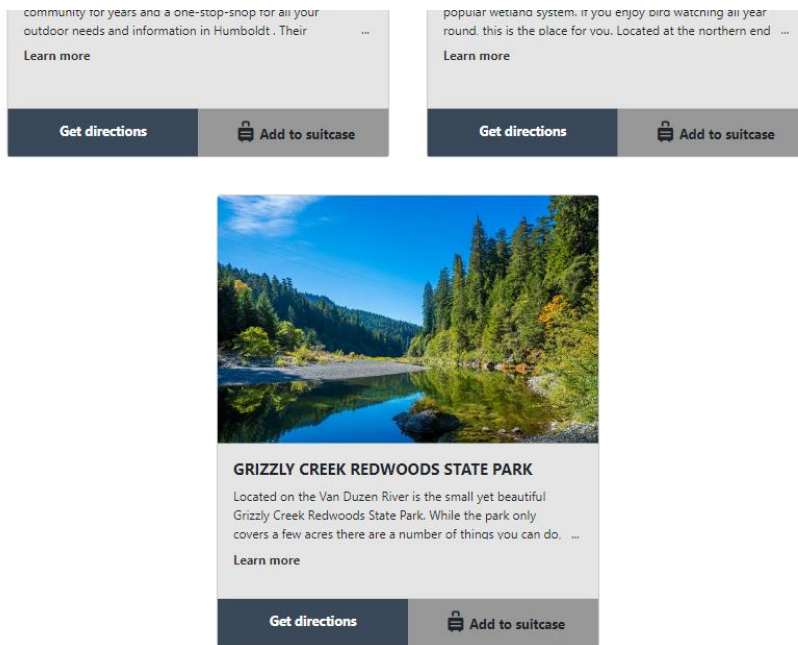 community for years and a one-stop-shop for all your
outdoor needs and information in Humboldt . Their ...
Learn more
Get directions
Add to suitcase
popular wetland system. If you enjoy bird watching all year
round, this is the place for you. Located at the northern end ...
Learn more
Get directions
Add to suitcase
GRIZZLY CREEK REDWOODS STATE PARK
Located on the Van Duzen River is the small yet beautiful
Grizzly Creek Redwoods State Park. While the park only
covers a few acres there are a number of things you can do, ...
Learn more
Get directions
Add to suitcase